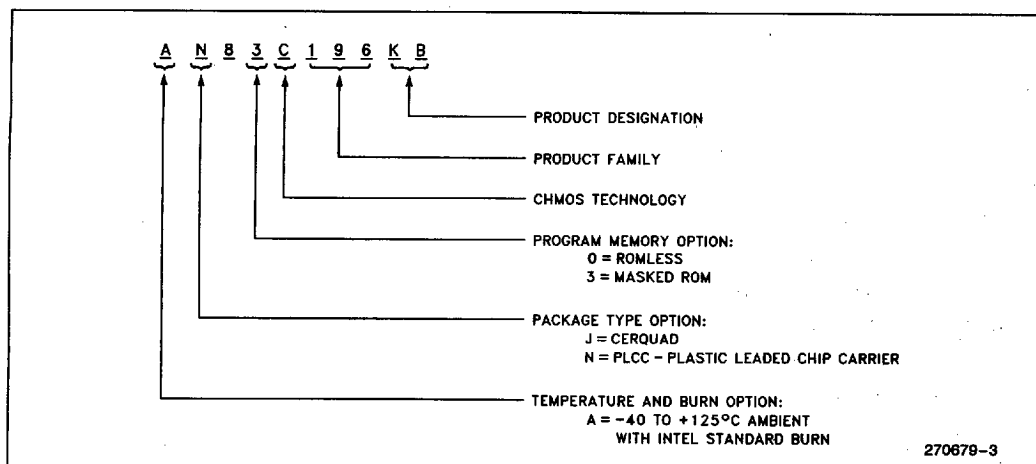 A N 8 3 C 1 9 6 K B
PRODUCT DESIGNATION
PRODUCT FAMILY
CHMOS TECHNOLOGY
PROGRAM MEMORY OPTION:
0 = ROMLESS
3 = MASKED ROM
PACKAGE TYPE OPTION:
J = CERQUAD
N = PLCC – PLASTIC LEADED CHIP CARRIER
TEMPERATURE AND BURN OPTION:
A = –40 TO +125°C AMBIENT
WITH INTEL STANDARD BURN
270679–3